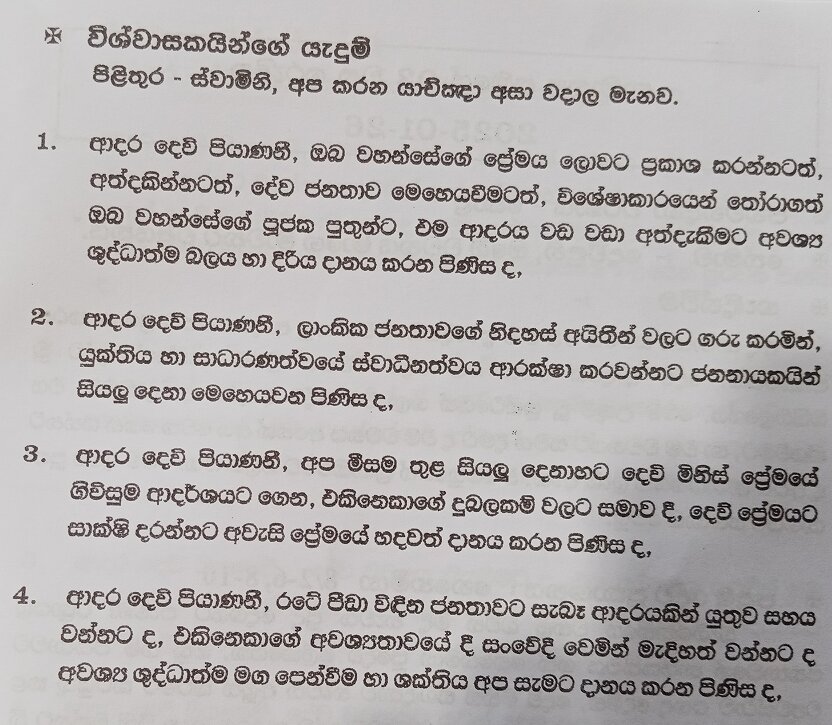 ✠ විශ්වාසකයින්ගේ යැදුම්
පිළිතුර - ස්වාමිනි, අප කරන යාච්ඤා අසා වදාල මැනව.
1. ආදර දෙව් පියාණනි, ඔබ වහන්සේගේ ප්‍රේමය ලොවට ප්‍රකාශ කරන්නටත්,
අත්දකින්නටත්, දේව ජනතාව මෙහෙයවීමටත්, විශේෂාකාරයෙන් තෝරාගත්
ඔබ වහන්සේගේ පූජක පුතුන්ට, එම ආදරය වඩ වඩා අත්දැකීමට අවශ්‍ය
ශුද්ධාත්ම බලය හා දිරිය දානය කරන පිණිස ද,
2. ආදර දෙව් පියාණනි, ලාංකික ජනතාවගේ නිදහස් අයිතීන් වලට ගරු කරමින්,
යුක්තිය හා සාධාරණත්වයේ ස්වාධීනත්වය ආරක්ෂා කරවන්නට ජනනායකයින්
සියලු දෙනා මෙහෙයවන පිණිස ද,
3. ආදර දෙව් පියාණනි, අප මීසම තුළ සියලු දෙනාහට දෙව් මිනිස් ප්‍රේමයේ
ගිවිසුම ආදර්ශයට ගෙන, එකිනෙකාගේ දුබලකම් වලට සමාව දී, දෙව් ප්‍රේමයට
සාක්ෂි දරන්නට අවැසි ප්‍රේමයේ හදවත් දානය කරන පිණිස ද,
4. ආදර දෙව් පියාණනි, රටේ පීඩා විඳින ජනතාවට සැබෑ ආදරයකින් යුතුව සහය
වන්නට ද, එකිනෙකාගේ අවශ්‍යතාවයේ දී සංවේදී වෙමින් මැදිහත් වන්නට ද
අවශ්‍ය ශුද්ධාත්ම මග පෙන්වීම හා ශක්තිය අප සැමට දානය කරන පිණිස ද,